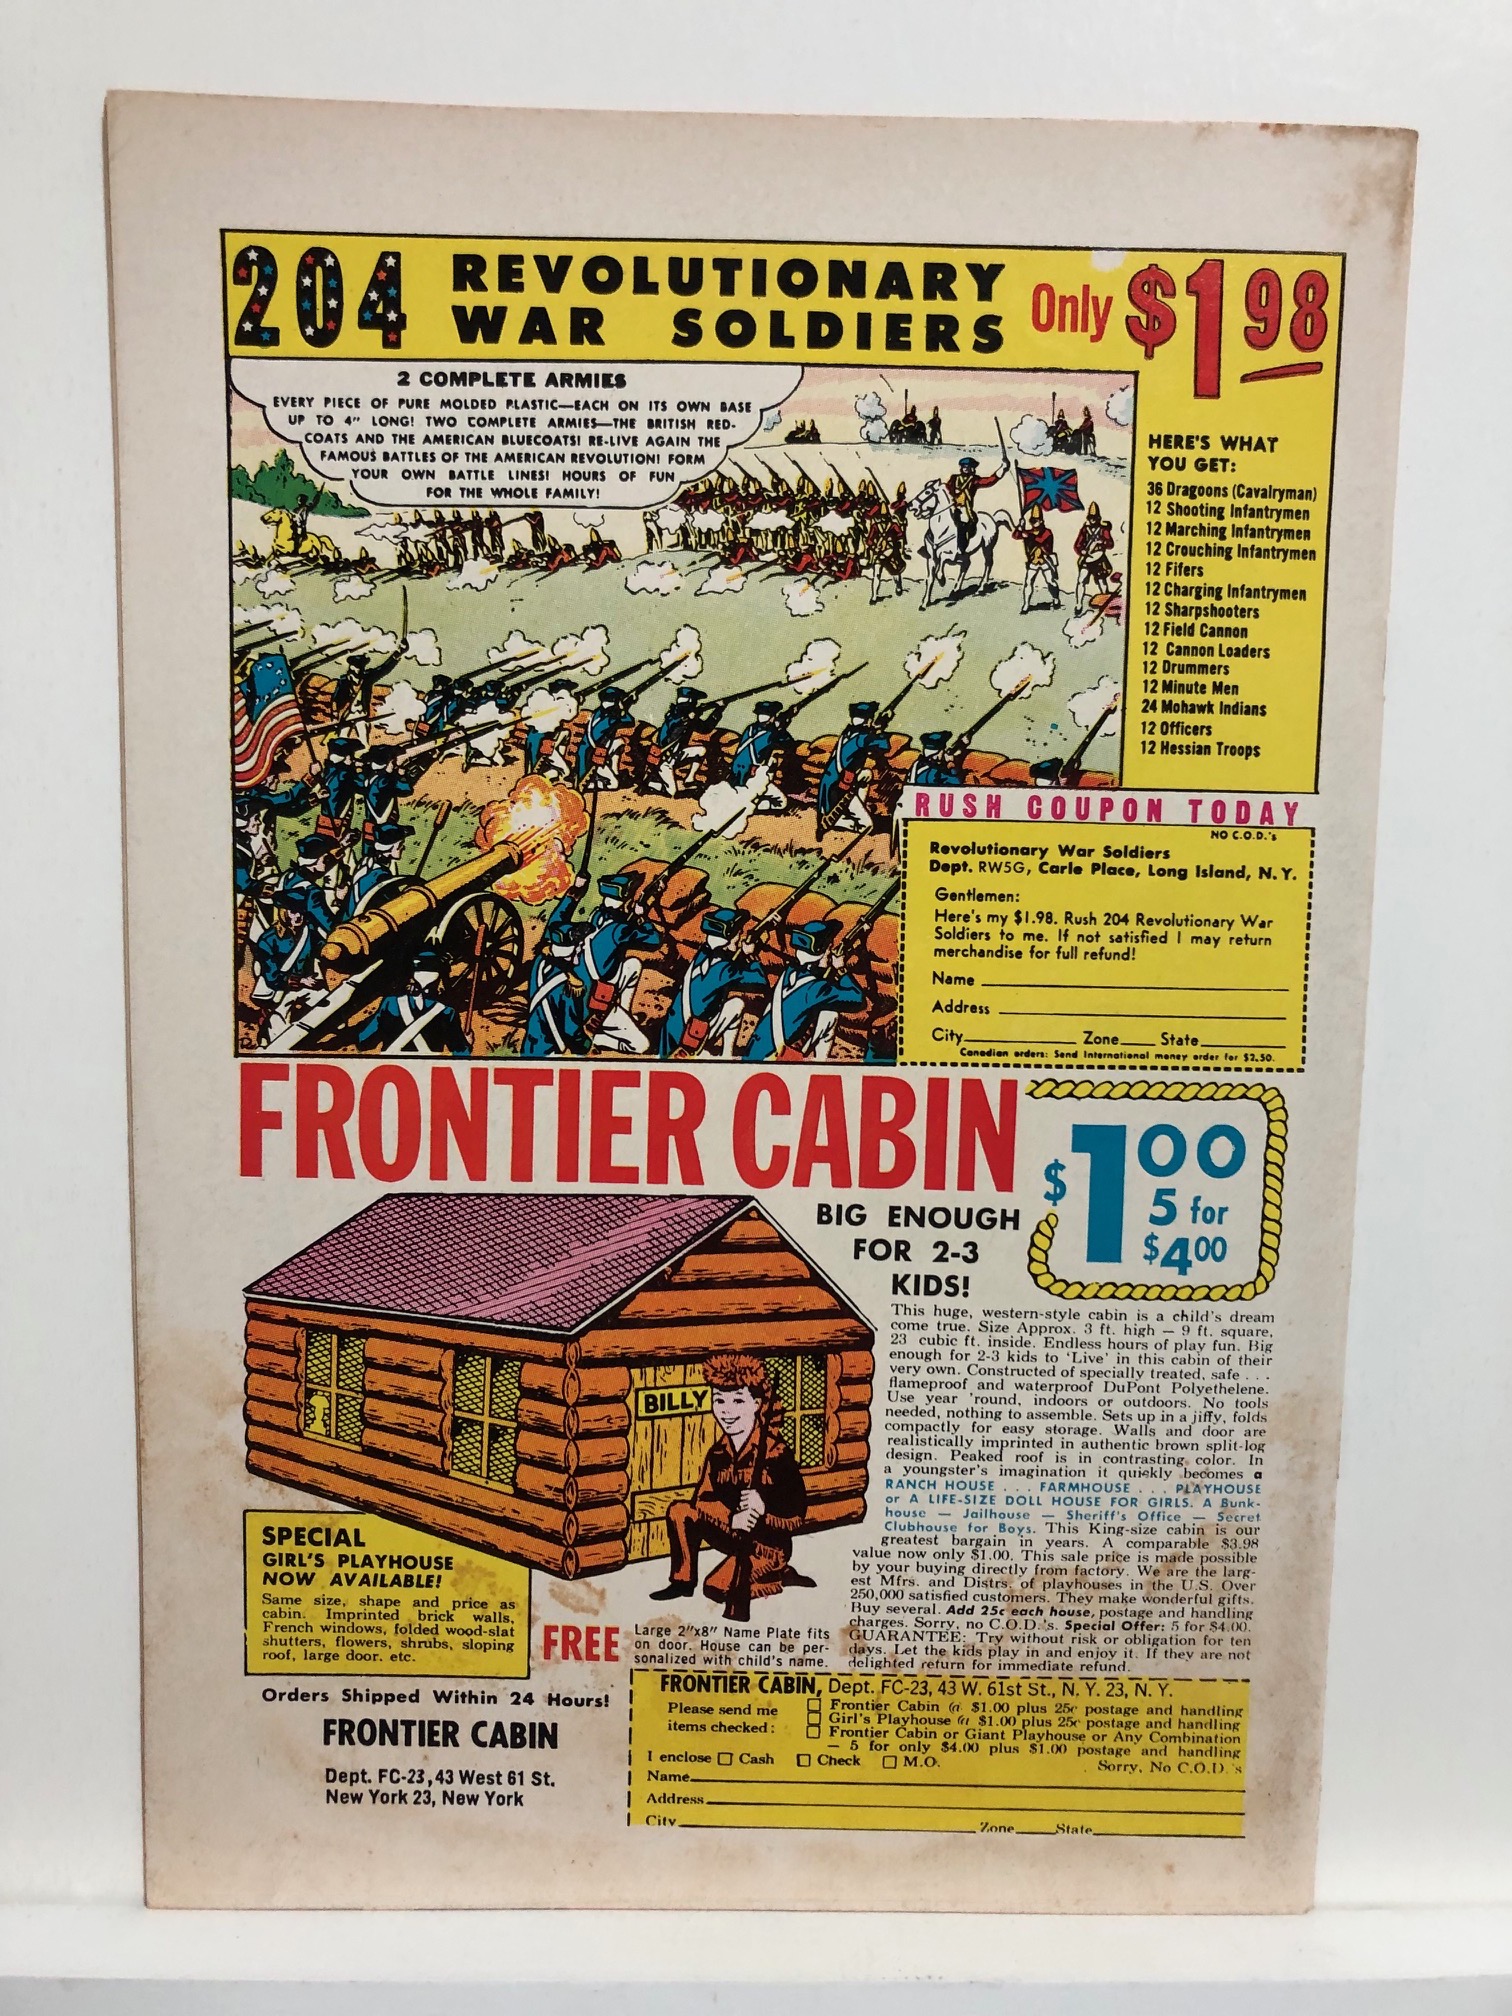 204 REVOLUTIONARY
WAR SOLDIERS
Only $1 98
2 COMPLETE ARMIES
EVERY PIECE OF PURE MOLDED PLASTIC—EACH ON ITS OWN BASE
UP TO 4" LONG! TWO COMPLETE ARMIES—THE BRITISH RED-
COATS AND THE AMERICAN BLUECOATS! RE-LIVE AGAIN THE
FAMOUS BATTLES OF THE AMERICAN REVOLUTION! FORM
YOUR OWN BATTLE LINES! HOURS OF FUN
FOR THE WHOLE FAMILY!
HERE'S WHAT
YOU GET:
36 Dragoons (Cavalryman)
12 Shooting Infantrymen
12 Marching Infantrymen
12 Crouching Infantrymen
12 Fifers
12 Charging Infantrymen
12 Sharpshooters
12 Field Cannon
12 Cannon Loaders
12 Drummers
12 Minute Men
24 Mohawk Indians
12 Officers
12 Hessian Troops
RUSH COUPON TODAY
NO C.O.D.'s
Revolutionary War Soldiers
Dept. RW5G, Carle Place, Long Island, N. Y.
Gentlemen:
Here's my $1.98. Rush 204 Revolutionary War
Soldiers to me. If not satisfied I may return
merchandise for full refund!
Name
Address
City Zone State
Canadian orders: Send International money order for $2.50.
FRONTIER CABIN
$1 00
5 for
$4 00
BIG ENOUGH
FOR 2-3
KIDS!
This huge, western-style cabin is a child's dream
come true. Size Approx. 3 ft. high — 9 ft. square,
23 cubic ft. inside. Endless hours of play fun. Big
enough for 2-3 kids to 'Live' in this cabin of their
very own. Constructed of specially treated, safe . . .
flameproof and waterproof DuPont Polyethelene.
Use year 'round, indoors or outdoors. No tools
needed, nothing to assemble. Sets up in a jiffy, folds
compactly for easy storage. Walls and door are
realistically imprinted in authentic brown split-log
design. Peaked roof is in contrasting color. In
a youngster's imagination it quickly becomes a
RANCH HOUSE . . . FARMHOUSE . . . PLAYHOUSE
or A LIFE-SIZE DOLL HOUSE FOR GIRLS. A Bunk-
house — Jailhouse — Sheriff's Office — Secret
Clubhouse for Boys. This King-size cabin is our
greatest bargain in years. A comparable $3.98
value now only $1.00. This sale price is made possible
by your buying directly from factory. We are the larg-
est Mfrs. and Distrs. of playhouses in the U.S. Over
250,000 satisfied customers. They make wonderful gifts.
Buy several. Add 25c each house, postage and handling
charges. Sorry, no C.O.D.'s. Special Offer: 5 for $4.00.
GUARANTEE: Try without risk or obligation for ten
days. Let the kids play in and enjoy it. If they are not
delighted return for immediate refund.
BILLY
SPECIAL
GIRL'S PLAYHOUSE
NOW AVAILABLE!
Same size, shape and price as
cabin. Imprinted brick walls,
French windows, folded wood-slat
shutters, flowers, shrubs, sloping
roof, large door. etc.
FREE
Large 2"x8" Name Plate fits
on door. House can be per-
sonalized with child's name.
Orders Shipped Within 24 Hours!
FRONTIER CABIN
Dept. FC-23, 43 West 61 St.
New York 23, New York
FRONTIER CABIN, Dept. FC-23, 43 W. 61st St., N. Y. 23, N. Y.
Please send me
items checked:
Frontier Cabin @ $1.00 plus 25c postage and handling
Girl's Playhouse @ $1.00 plus 25c postage and handling
Frontier Cabin or Giant Playhouse or Any Combination
— 5 for only $4.00 plus $1.00 postage and handling
I enclose Cash Check M.O. Sorry, No C.O.D.'s
Name
Address
City Zone State